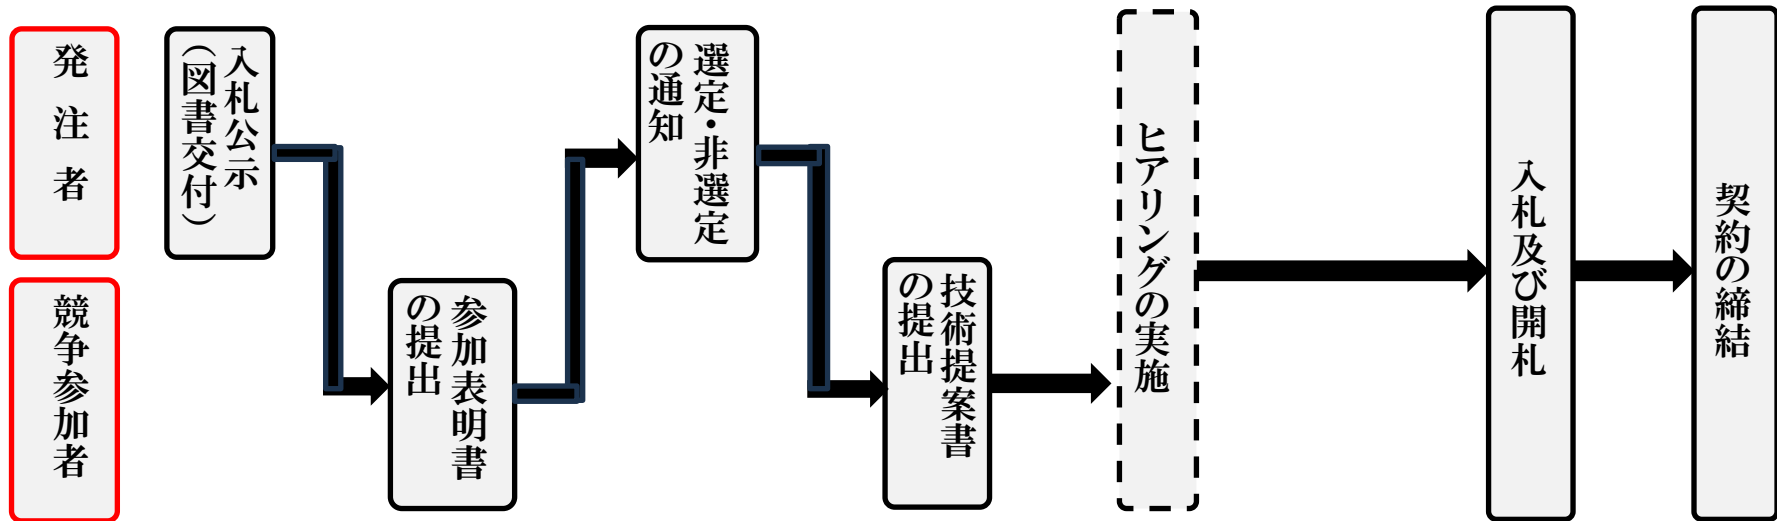 発注者
競争参加者
入札公示
（図書交付）
参加表明書
の提出
選定・非選定
の通知
技術提案書
の提出
ヒアリングの実施
入札及び開札
契約の締結